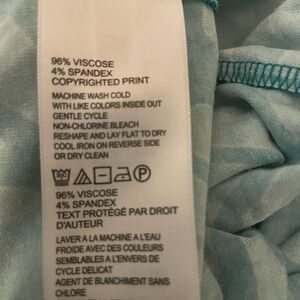 96% VISCOSE
4% SPANDEX
COPYRIGHTED PRINT
MACHINE WASH COLD
WITH LIKE COLORS INSIDE OUT
GENTLE CYCLE
NON-CHLORINE BLEACH
RESHAPE AND LAY FLAT TO DRY
COOL IRON ON REVERSE SIDE
OR DRY CLEAN
96% VISCOSE
4% SPANDEX
TEXT PROTÉGÉ PAR DROIT
D'AUTEUR
LAVER A LA MACHINE A L'EAU
FROIDE AVEC DES COULEURS
SEMBLABLES A L'ENVERS DE
CYCLE DELICAT
AGENT DE BLANCHIMENT SANS
CHLORE